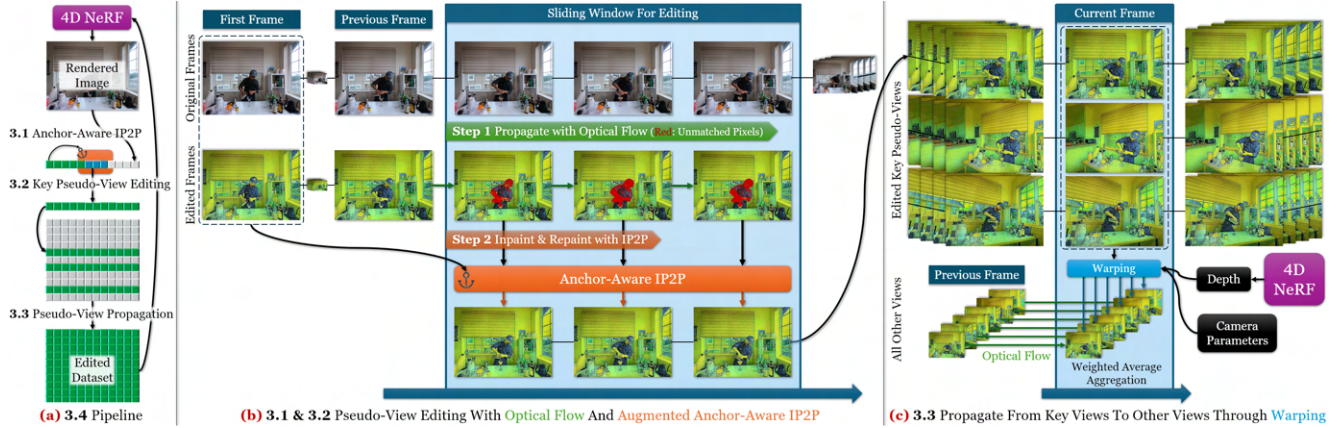 4D NeRF
Rendered
Image
3.1 Anchor-Aware IP2P
3.2 Key Pseudo-View Editing
3.3 Pseudo-View Propagation
Edited
Dataset
(a) 3.4 Pipeline
First Frame
Previous Frame
Sliding Window For Editing
Original Frames
Step 1 Propagate with Optical Flow (Red: Unmatched Pixels)
Edited Frames
Step 2 Inpaint & Repaint with IP2P
Anchor-Aware IP2P
(b) 3.1 & 3.2 Pseudo-View Editing With Optical Flow And Augmented Anchor-Aware IP2P
Current Frame
Edited Key Pseudo-Views
Previous Frame
Warping
Depth
4D
NeRF
Camera
Parameters
All Other Views
Optical Flow
Weighted Average
Aggregation
(c) 3.3 Propagate From Key Views To Other Views Through Warping